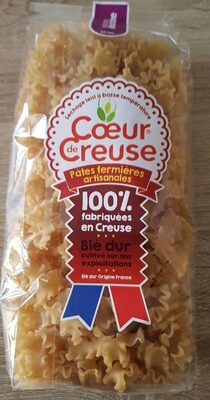 Séchage lent à basse température
Cœur
de creuse
Pâtes fermières
artisanales
100%
fabriquées
en Creuse
Blé dur
cultivé sur nos
exploitations
Blé dur Origine France